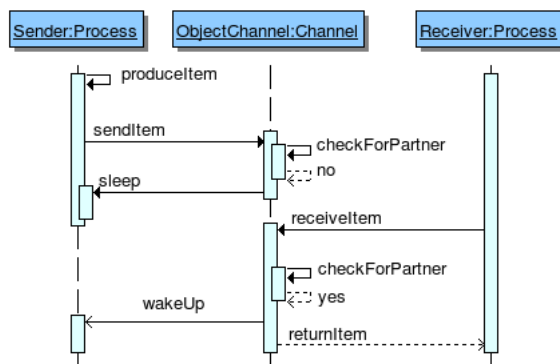 Sender:Process
ObjectChannel:Channel
Receiver:Process
produceItem
sendItem
checkForPartner
no
sleep
receiveItem
checkForPartner
yes
wakeUp
returnItem